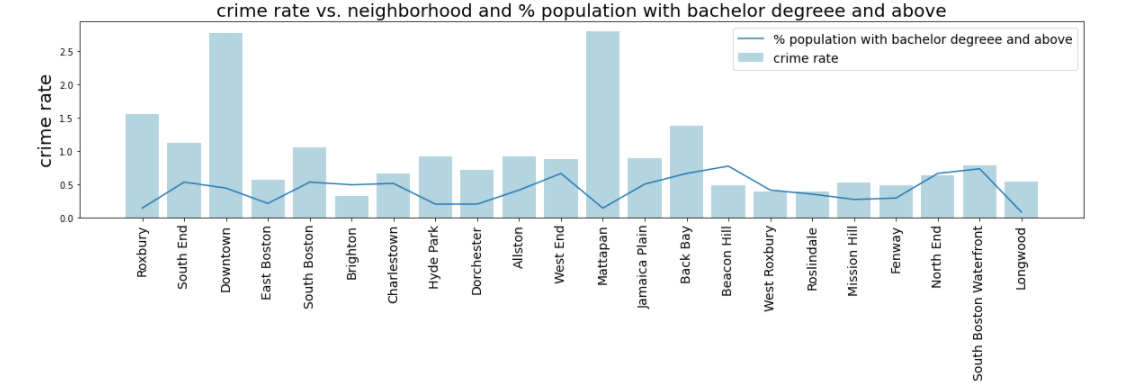 crime rate vs. neighborhood and % population with bachelor degreee and above
% population with bachelor degreee and above
crime rate
crime rate
2.5
2.0
1.5
1.0
0.5
0.0
Roxbury
South End
Downtown
East Boston
South Boston
Brighton
Charlestown
Hyde Park
Dorchester
Allston
West End
Mattapan
Jamaica Plain
Back Bay
Beacon Hill
West Roxbury
Roslindale
Mission Hill
Fenway
North End
South Boston Waterfront
Longwood